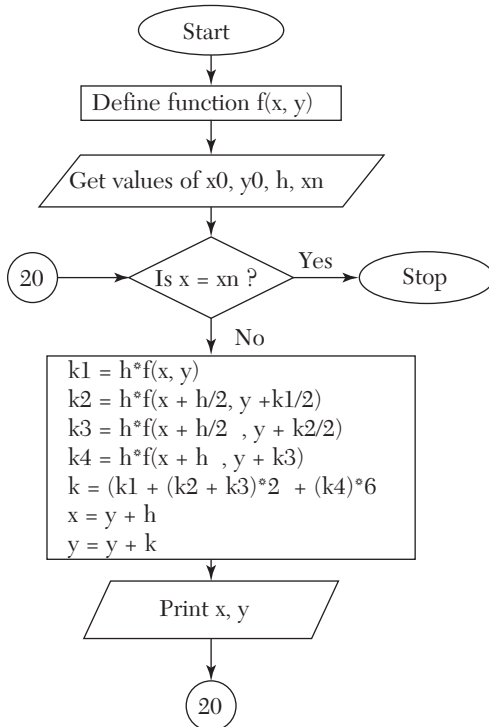 Start
Define function f(x, y)
Get values of x0, y0, h, xn
20
Is x = xn ?
Yes
Stop
No
k1 = h*f(x, y)
k2 = h*f(x + h/2, y +k1/2)
k3 = h*f(x + h/2 , y + k2/2)
k4 = h*f(x + h , y + k3)
k = (k1 + (k2 + k3)*2 + (k4)*6
x = y + h
y = y + k
Print x, y
20